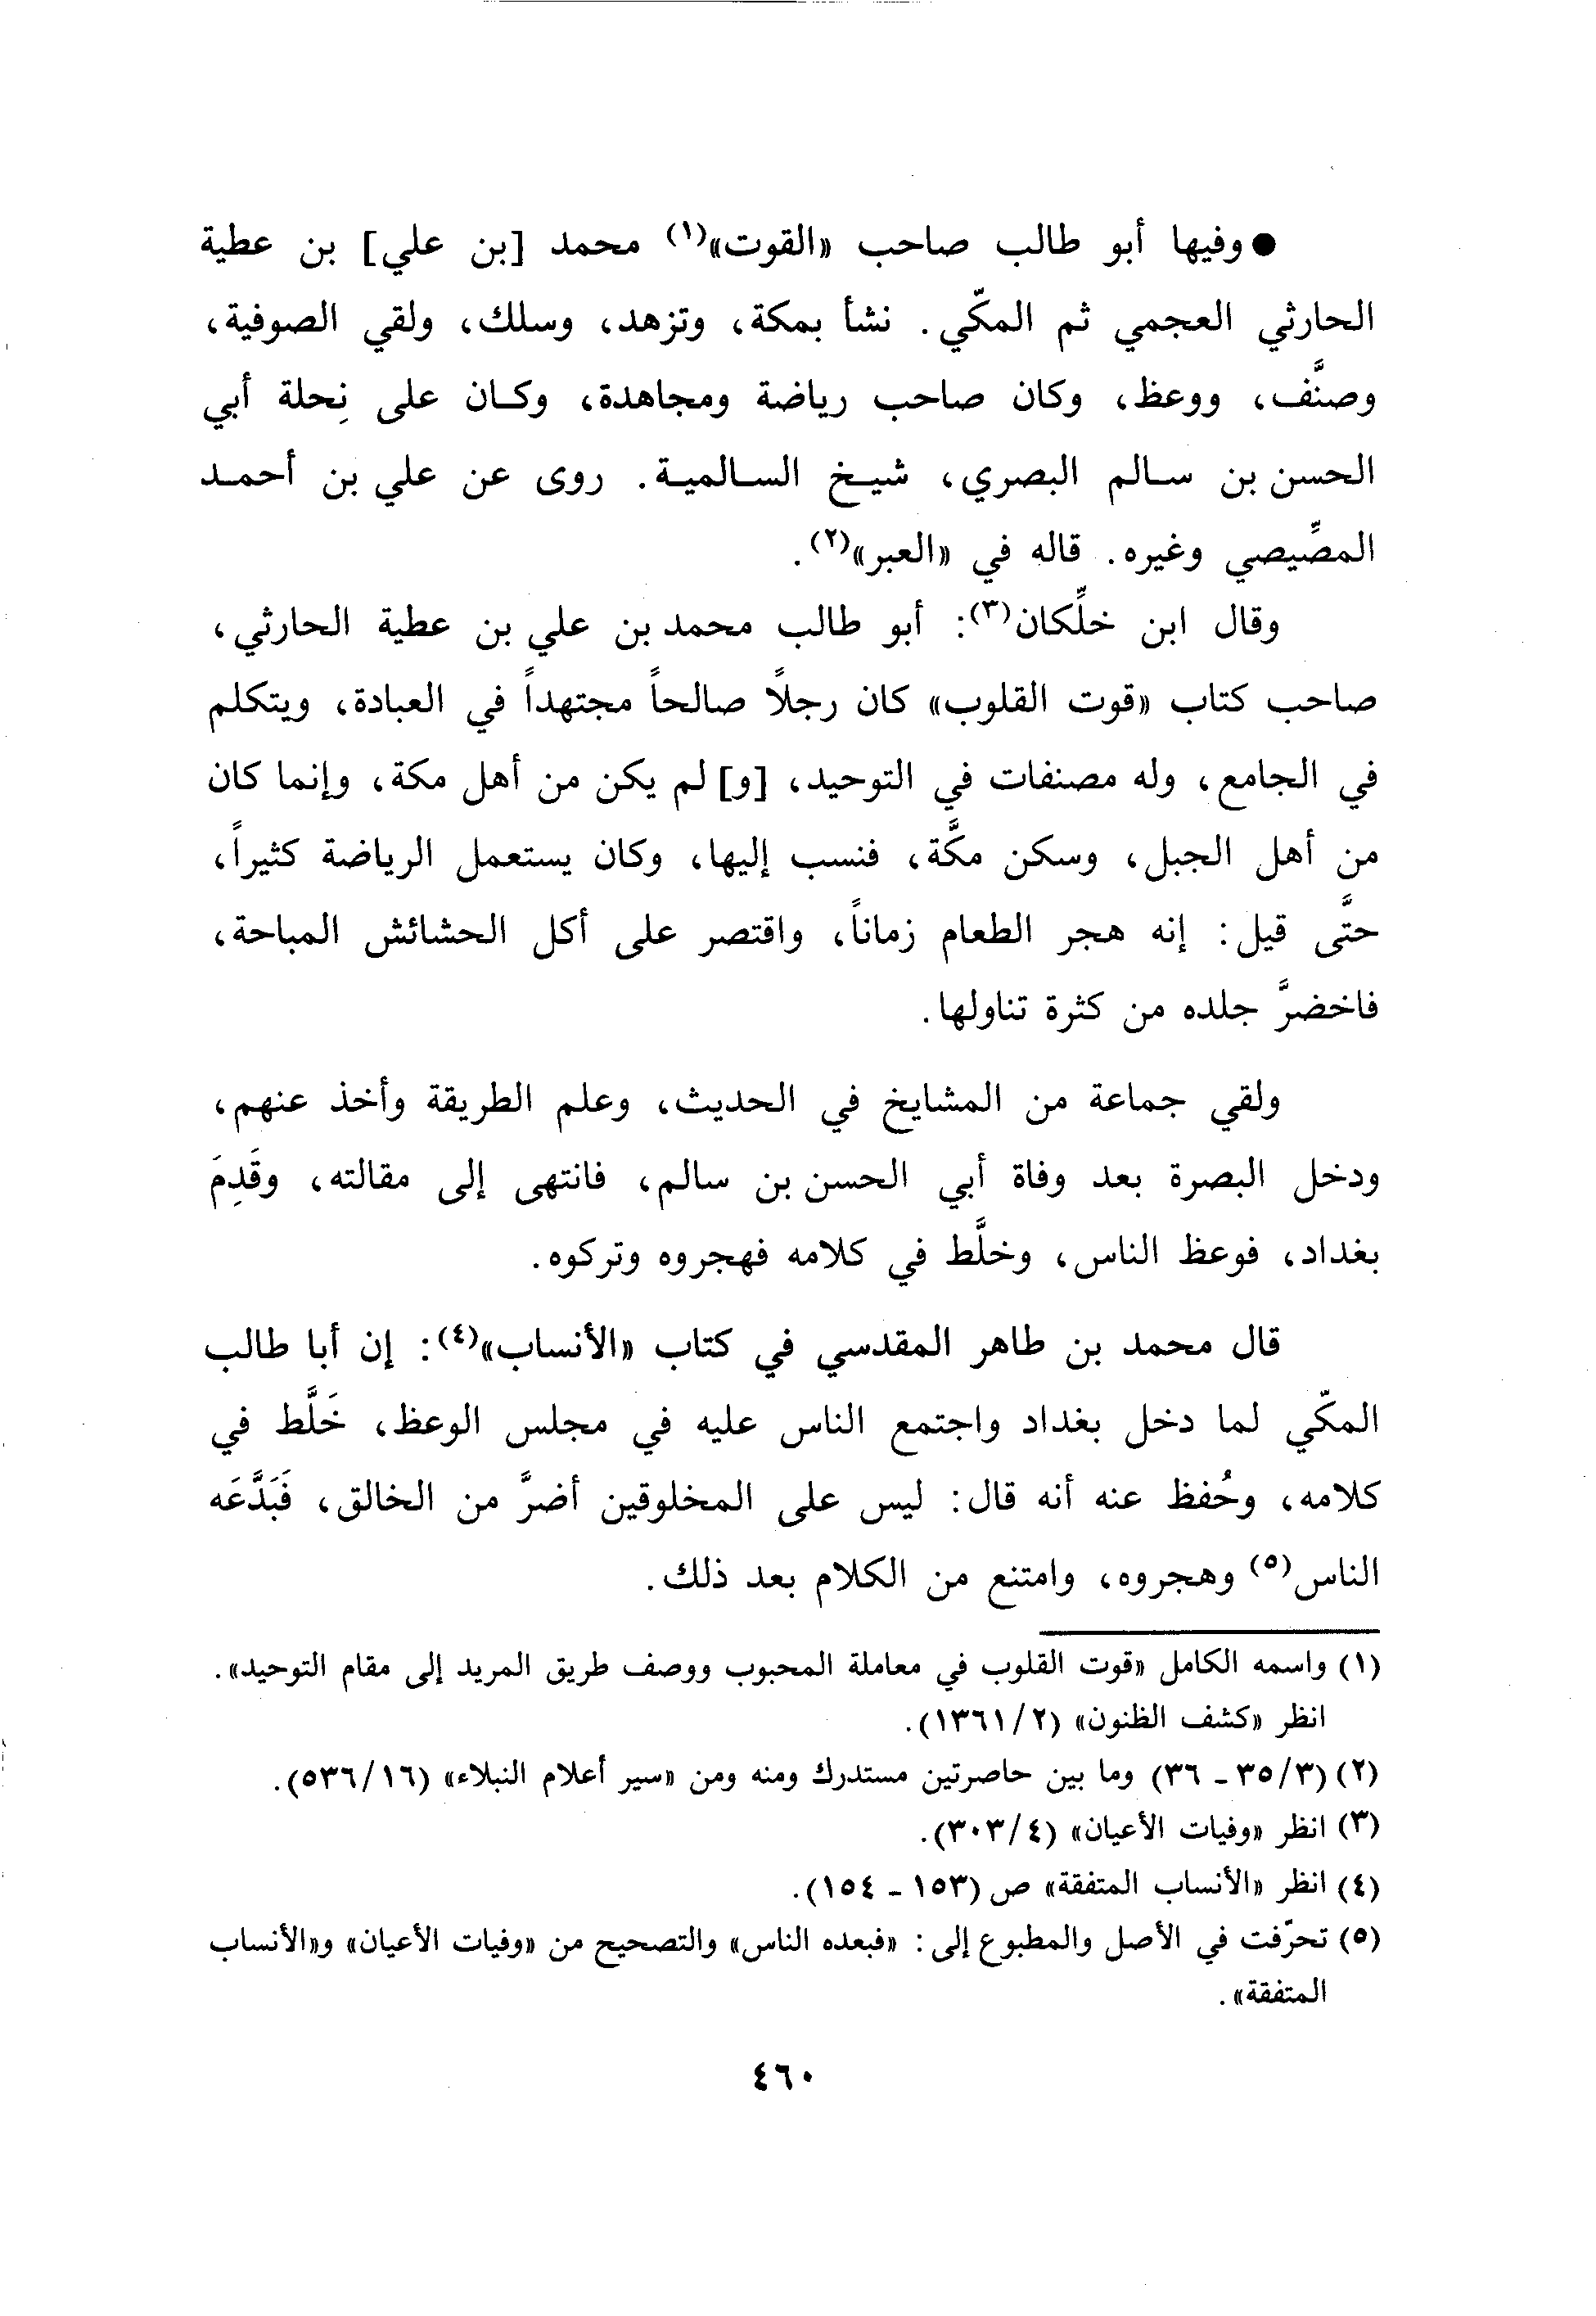 ● وفيها أبو طالب صاحب «القوت»(١) محمد [بن علي] بن عطية
الحارثي العجمي ثم المكّي. نشأ بمكة، وتزهد، وسلك، ولقي الصوفية،
وصنَّف، ووعظ، وكان صاحب رياضة ومجاهدة، وكان على نِحلة أبي
الحسن بن سالم البصري، شيخ السالمية. روى عن علي بن أحمد
المصِّيصي وغيره. قاله في «العبر»(٢).
وقال ابن خلِّكان(٣): أبو طالب محمد بن علي بن عطية الحارثي،
صاحب كتاب «قوت القلوب» كان رجلًا صالحاً مجتهداً في العبادة، ويتكلم
في الجامع، وله مصنفات في التوحيد، [و] لم يكن من أهل مكة، وإنما كان
من أهل الجبل، وسكن مكَّة، فنسب إليها، وكان يستعمل الرياضة كثيراً،
حتَّى قيل: إنه هجر الطعام زماناً، واقتصر على أكل الحشائش المباحة،
فاخضرَّ جلده من كثرة تناولها.
ولقي جماعة من المشايخ في الحديث، وعلم الطريقة وأخذ عنهم،
ودخل البصرة بعد وفاة أبي الحسن بن سالم، فانتهى إلى مقالته، وقَدِمَ
بغداد، فوعظ الناس، وخلَّط في كلامه فهجروه وتركوه.
قال محمد بن طاهر المقدسي في كتاب «الأنساب»(٤): إن أبا طالب
المكّي لما دخل بغداد واجتمع الناس عليه في مجلس الوعظ، خَلَّط في
كلامه، وحُفظ عنه أنه قال: ليس على المخلوقين أضرَّ من الخالق، فَبَدَّعَه
الناس(٥) وهجروه، وامتنع من الكلام بعد ذلك.
(١) واسمه الكامل «قوت القلوب في معاملة المحبوب ووصف طريق المريد إلى مقام التوحيد».
انظر «كشف الظنون» (٢/١٣٦١).
(٢) (٣/٣٥ - ٣٦) وما بين حاصرتين مستدرك ومنه ومن «سير أعلام النبلاء» (١٦/٥٣٦).
(٣) انظر «وفيات الأعيان» (٤/٣٠٣).
(٤) انظر «الأنساب المتفقة» ص (١٥٣ - ١٥٤).
(٥) تحرّفت في الأصل والمطبوع إلى: «فبعده الناس» والتصحيح من «وفيات الأعيان» و«الأنساب
المتفقة».
٤٦٠